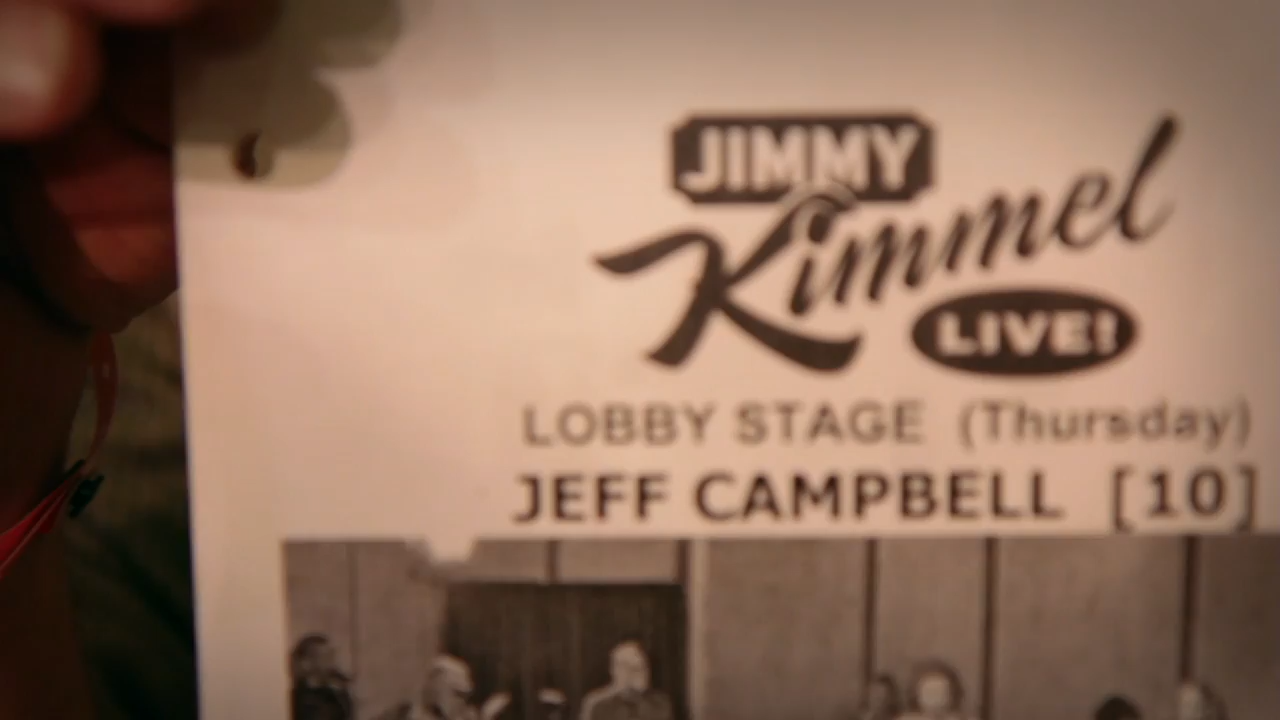 JIMMY
Kimmel
LIVE!
LOBBY STAGE (Thursday)
JEFF CAMPBELL [10]